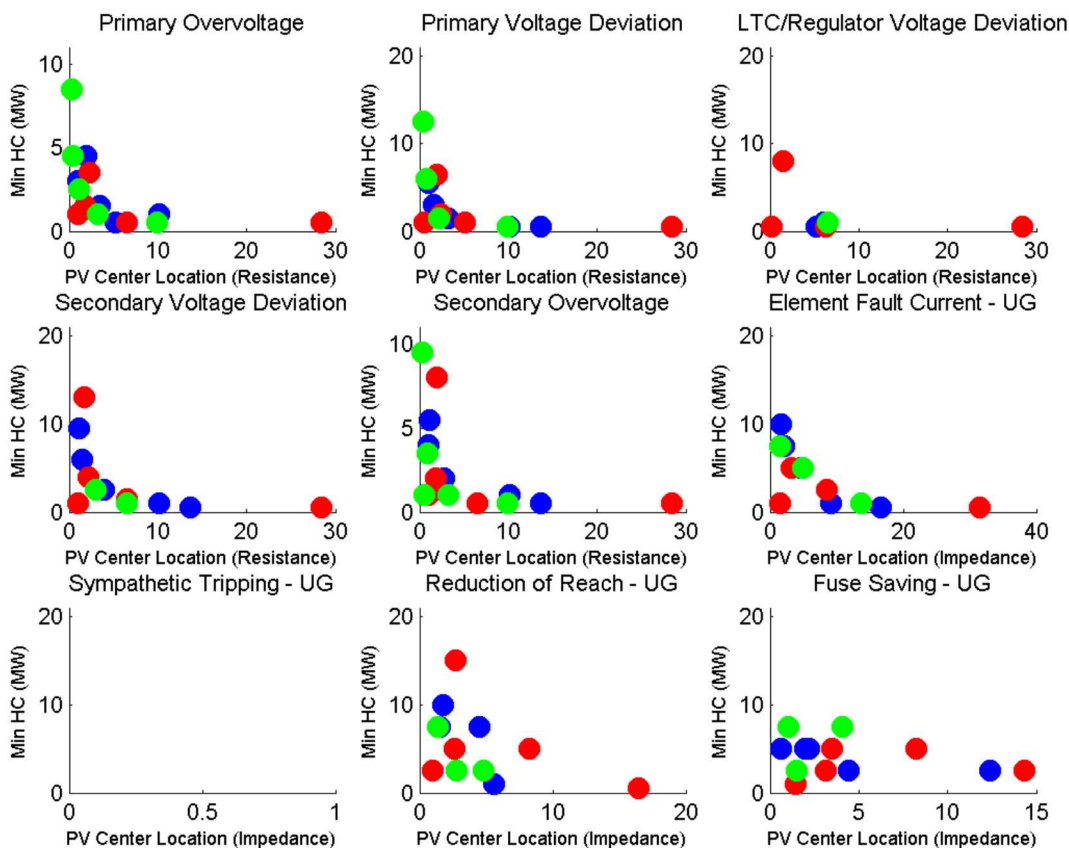 Primary Overvoltage
Min HC (MW)
10
5
0
0 10 20 30
PV Center Location (Resistance)
Primary Voltage Deviation
Min HC (MW)
20
10
0
0 10 20 30
PV Center Location (Resistance)
LTC/Regulator Voltage Deviation
Min HC (MW)
20
10
0
0 10 20 30
PV Center Location (Resistance)
Secondary Voltage Deviation
Min HC (MW)
20
10
0
0 10 20 30
PV Center Location (Resistance)
Secondary Overvoltage
Min HC (MW)
10
5
0
0 10 20 30
PV Center Location (Resistance)
Element Fault Current - UG
Min HC (MW)
20
10
0
0 20 40
PV Center Location (Impedance)
Sympathetic Tripping - UG
Min HC (MW)
20
10
0
0 0.5 1
PV Center Location (Impedance)
Reduction of Reach - UG
Min HC (MW)
20
10
0
0 10 20
PV Center Location (Impedance)
Fuse Saving - UG
Min HC (MW)
20
10
0
0 5 10 15
PV Center Location (Impedance)